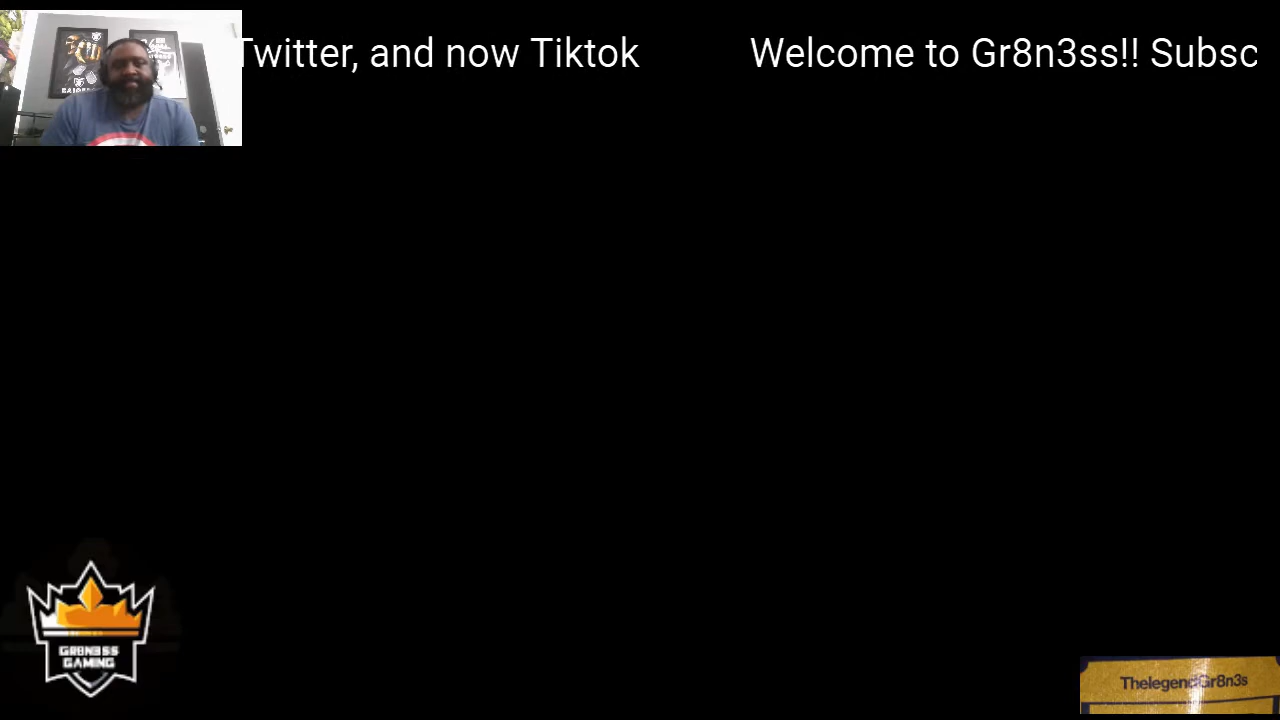 Twitter, and now Tiktok Welcome to Gr8n3ss!! Subsc
GR8N3SS
GAMING
ThelegendGr8n3s